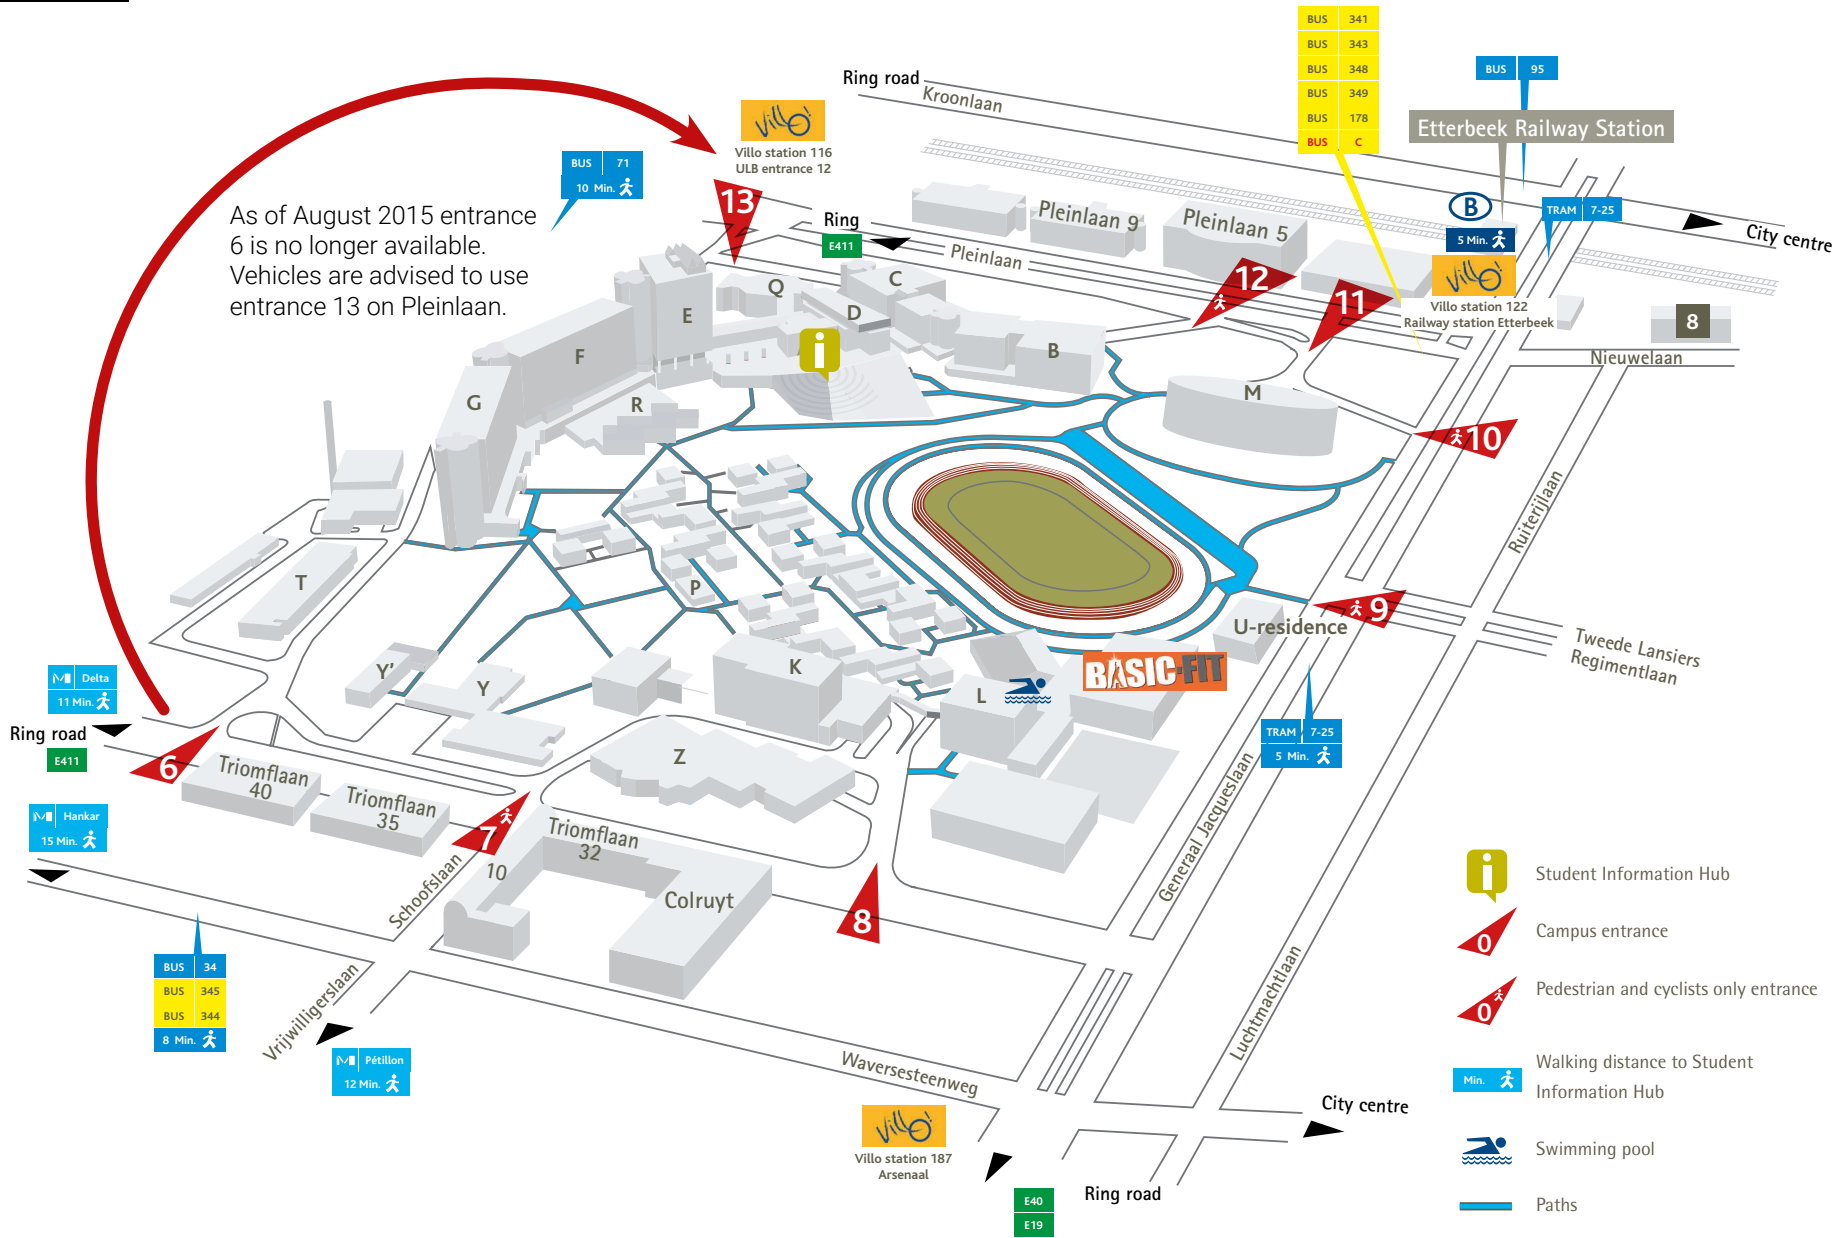 BUS 341
BUS 343
BUS 348
BUS 349
BUS 178
BUS C
BUS 95
Ring road
Kroonlaan
Etterbeek Railway Station
Villo!
Villo station 116
ULB entrance 12
BUS 71
10 Min.
13
As of August 2015 entrance
6 is no longer available.
Vehicles are advised to use
entrance 13 on Pleinlaan.
Ring
E411
Pleinlaan
Pleinlaan 9
Pleinlaan 5
B
5 Min.
TRAM 7-25
City centre
Villo!
Villo station 122
Railway station Etterbeek
12
11
8
Nieuwelaan
Q
C
D
E
F
B
M
G
R
10
Ruiterijlaan
T
P
9
U-residence
Tweede Lansiers
Regimentlaan
Y'
Y
K
L
BASIC-FIT
M Delta
11 Min.
Ring road
E411
6
Triomflaan
40
Triomflaan
35
Z
TRAM 7-25
5 Min.
M Hankar
15 Min.
7
Triomflaan
32
10
Schoofslaan
Colruyt
8
Generaal Jacqueslaan
Luchtmachtlaan
BUS 34
BUS 345
BUS 344
8 Min.
Vrijwilligerslaan
M Pétillon
12 Min.
Waversesteenweg
Villo!
Villo station 187
Arsenaal
City centre
E40
E19
Ring road
Student Information Hub
0
Campus entrance
0
Pedestrian and cyclists only entrance
Min.
Walking distance to Student
Information Hub
Swimming pool
Paths